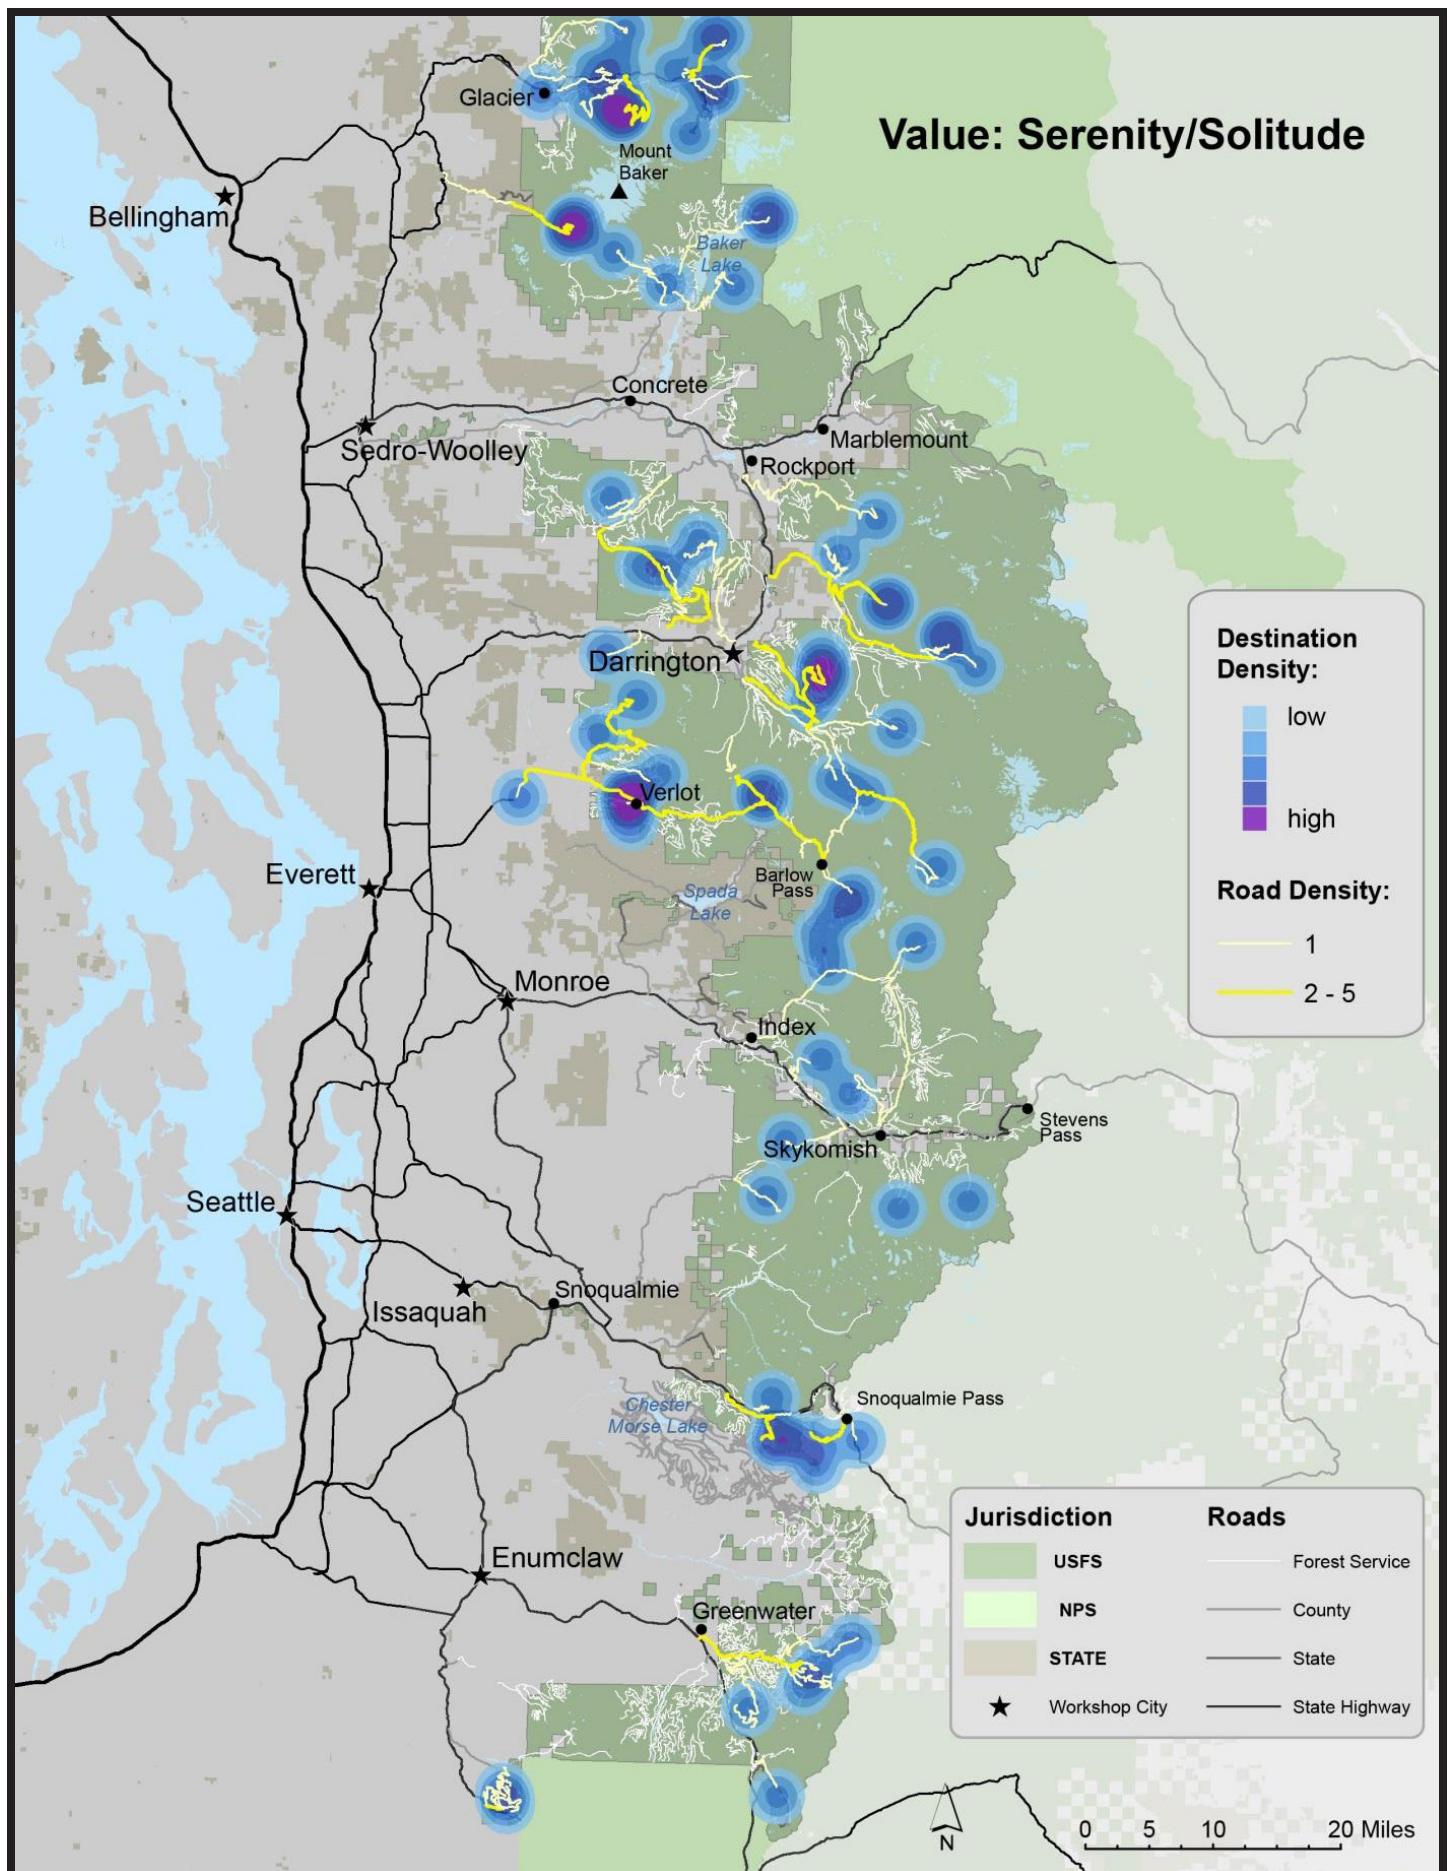 Glacier
Value: Serenity/Solitude
Mount
Baker
Bellingham
Baker
Lake
Concrete
Marblemount
Sedro-Woolley
Rockport
Darrington
Destination
Density:
low
high
Verlot
Barlow
Pass
Everett
Spada
Lake
Road Density:
1
2 - 5
Monroe
Index
Stevens
Pass
Skykomish
Seattle
Snoqualmie
Issaquah
Snoqualmie Pass
Chester
Morse Lake
Jurisdiction
Roads
USFS
Forest Service
NPS
County
STATE
State
Workshop City
State Highway
Enumclaw
Greenwater
N
0 5 10 20 Miles